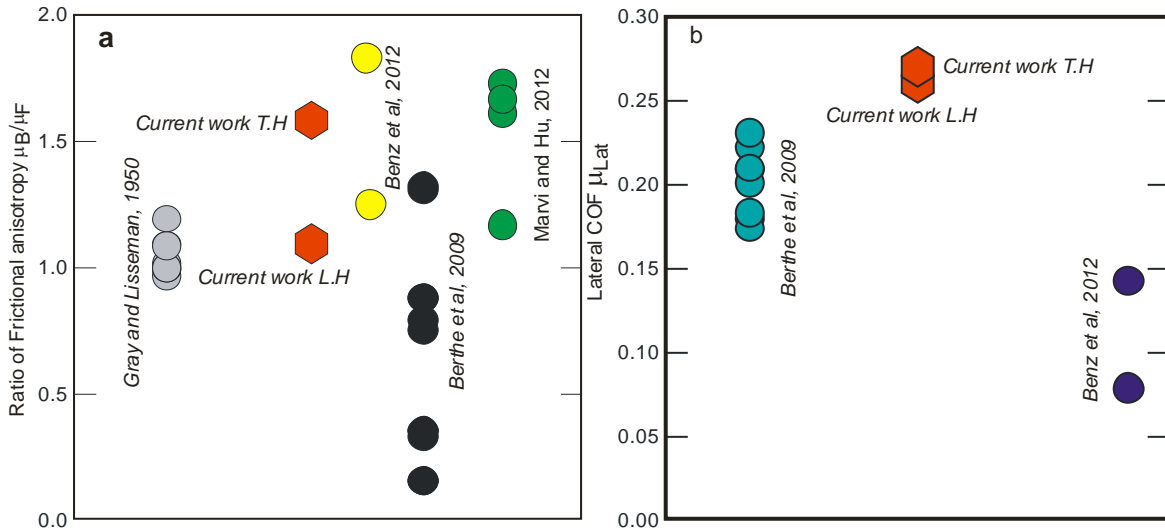 a
2.0
1.5
1.0
0.5
0.0
Ratio of Frictional anisotropy μB/μF
Gray and Lisseman, 1950
Current work T.H
Current work L.H
Benz et al, 2012
Berthe et al, 2009
Marvi and Hu, 2012
b
0.30
0.25
0.20
0.15
0.10
0.05
0.00
Lateral COF μLat
Berthe et al, 2009
Current work T.H
Current work L.H
Benz et al, 2012